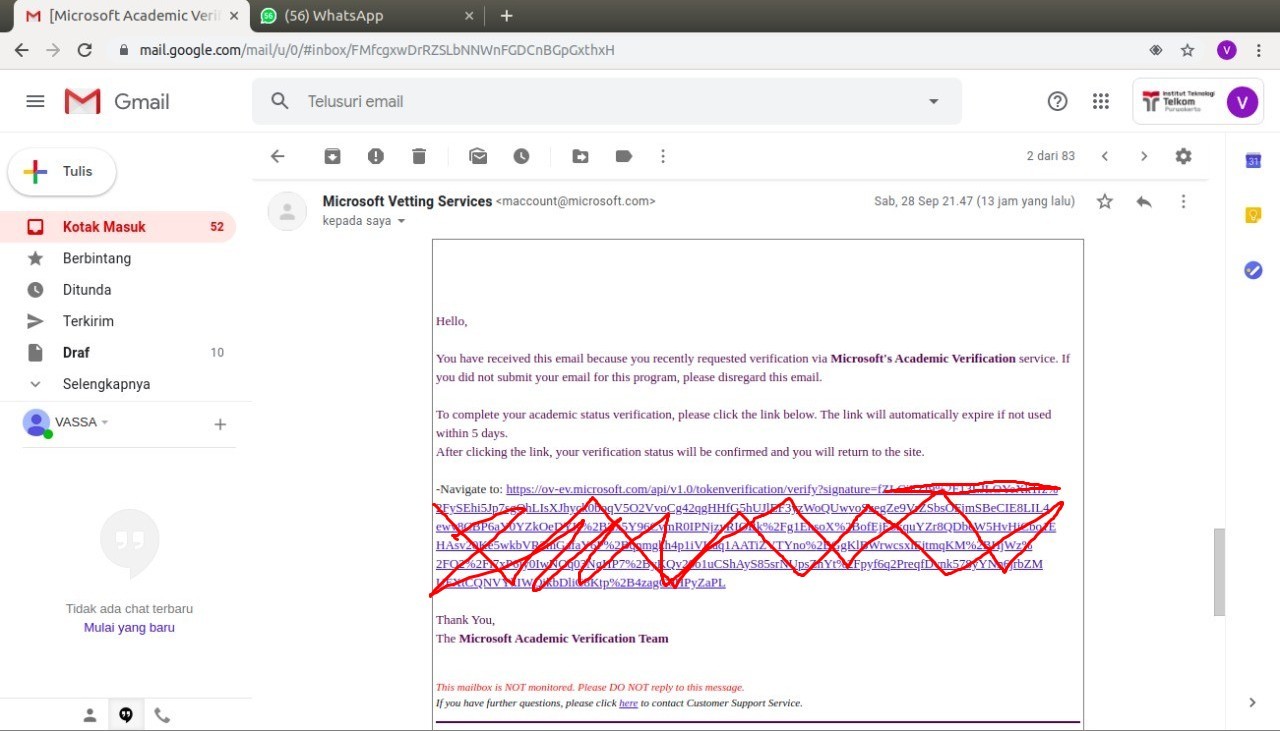 [Microsoft Academic Veri
(56) WhatsApp
mail.google.com/mail/u/0/#inbox/FMfcgxwDrRZSLbNNWnFGDCnBGpGxthxH
V
Gmail
Telusuri email
Institut Teknologi
Telkom
Purwokerto
V
Tulis
2 dari 83
31
Microsoft Vetting Services <maccount@microsoft.com>
Sab, 28 Sep 21.47 (13 jam yang lalu)
kepada saya
Kotak Masuk 52
Berbintang
Ditunda
Terkirim
Draf 10
Selengkapnya
VASSA
Hello,
You have received this email because you recently requested verification via Microsoft's Academic Verification service. If
you did not submit your email for this program, please disregard this email.
To complete your academic status verification, please click the link below. The link will automatically expire if not used
within 5 days.
After clicking the link, your verification status will be confirmed and you will return to the site.
-Navigate to: https://ov-ev.microsoft.com/api/v1.0/tokenverification/verify?signature=
Thank You,
The Microsoft Academic Verification Team
This mailbox is NOT monitored. Please DO NOT reply to this message.
If you have further questions, please click here to contact Customer Support Service.
Tidak ada chat terbaru
Mulai yang baru